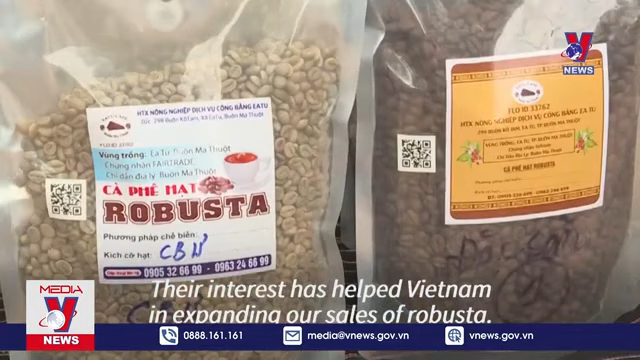 V
NEWS
HTX NÔNG NGHIỆP DỊCH VỤ CÔNG BẰNG EATU
Vùng trồng: Ea Tu Buôn Ma Thuột
Chứng nhận FAIRTRADE
Chỉ dẫn địa lý: Buôn Ma Thuột
CÀ PHÊ HẠT
ROBUSTA
Phương pháp chế biến:
Kích cỡ hạt:
0905 32 66 99 - 0963 24 66 99
FLO ID 33762
HTX NÔNG NGHIỆP DỊCH VỤ CÔNG BẰNG EA TU
CÀ PHÊ HẠT ROBUSTA
Their interest has helped Vietnam
in expanding our sales of robusta.
MEDIA
V
NEWS
0888.161.161
media@vnews.gov.vn
vnews.gov.vn